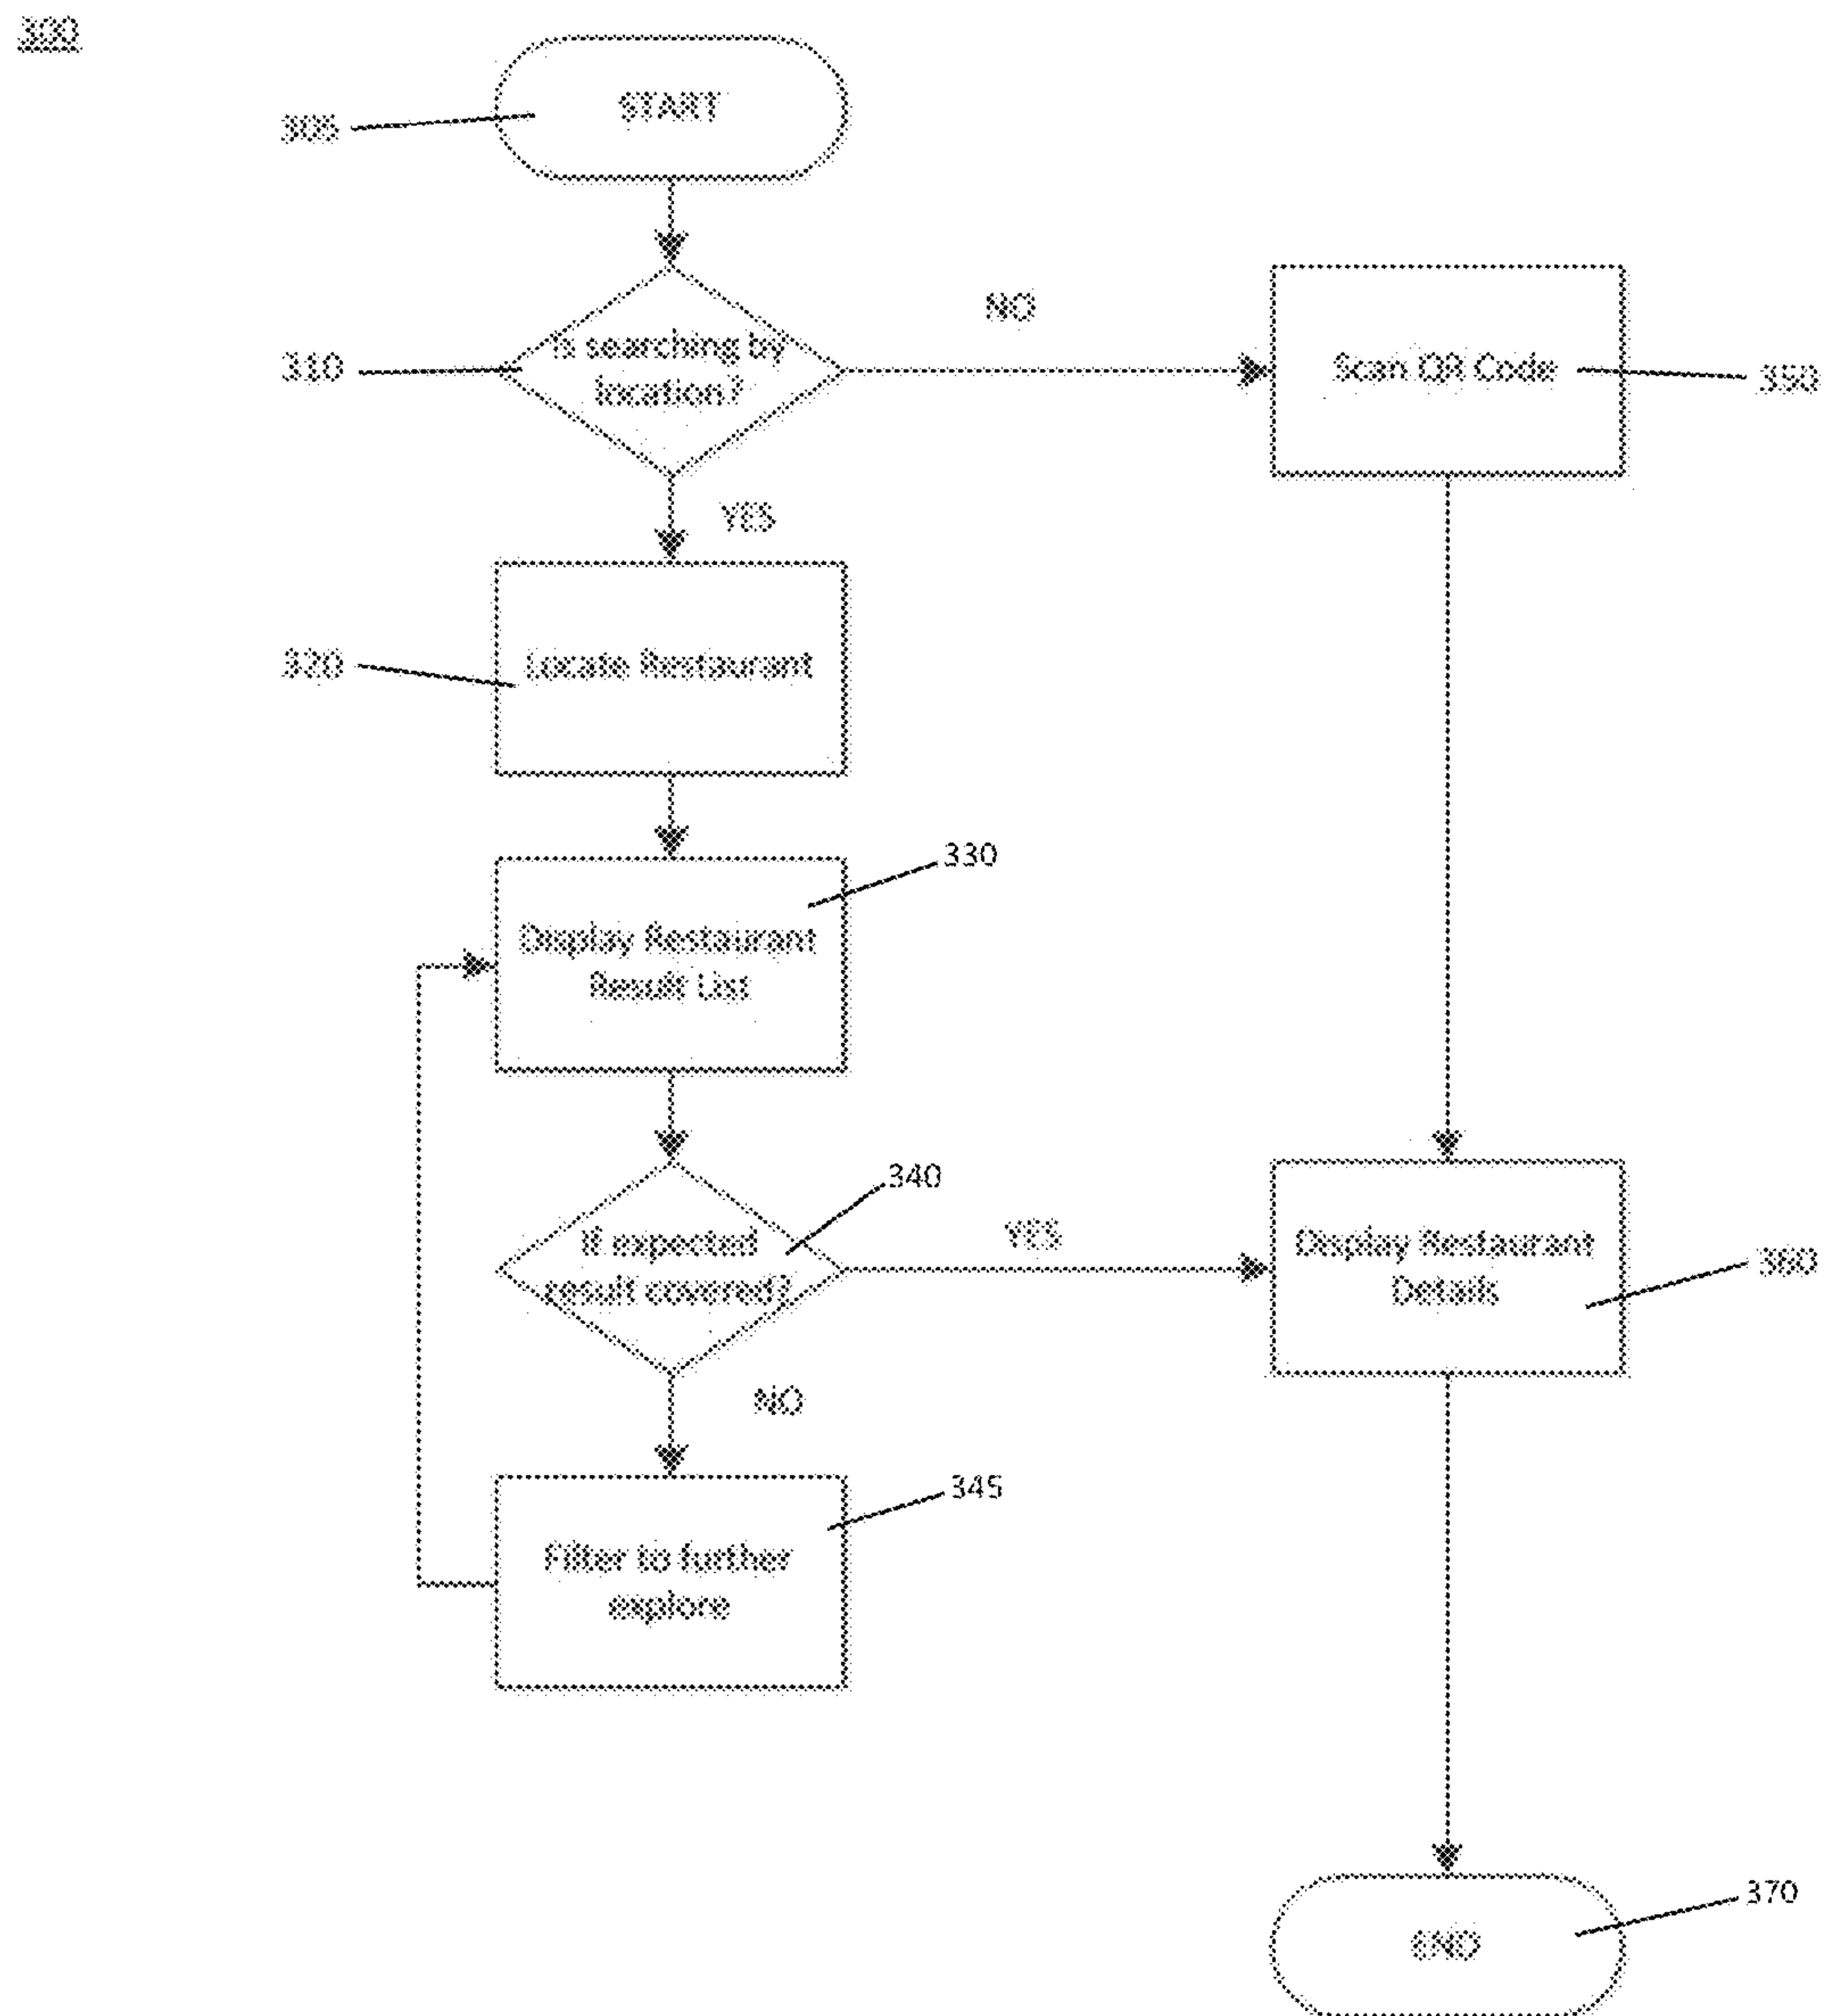 300
START
305
Is searching by
location?
310
NO
Scan QR Code
350
YES
Locate Restaurant
320
330
Display Restaurant
Result List
340
If expected
result covered?
YES
Display Restaurant
Details
360
NO
345
Filter to further
explore
370
END